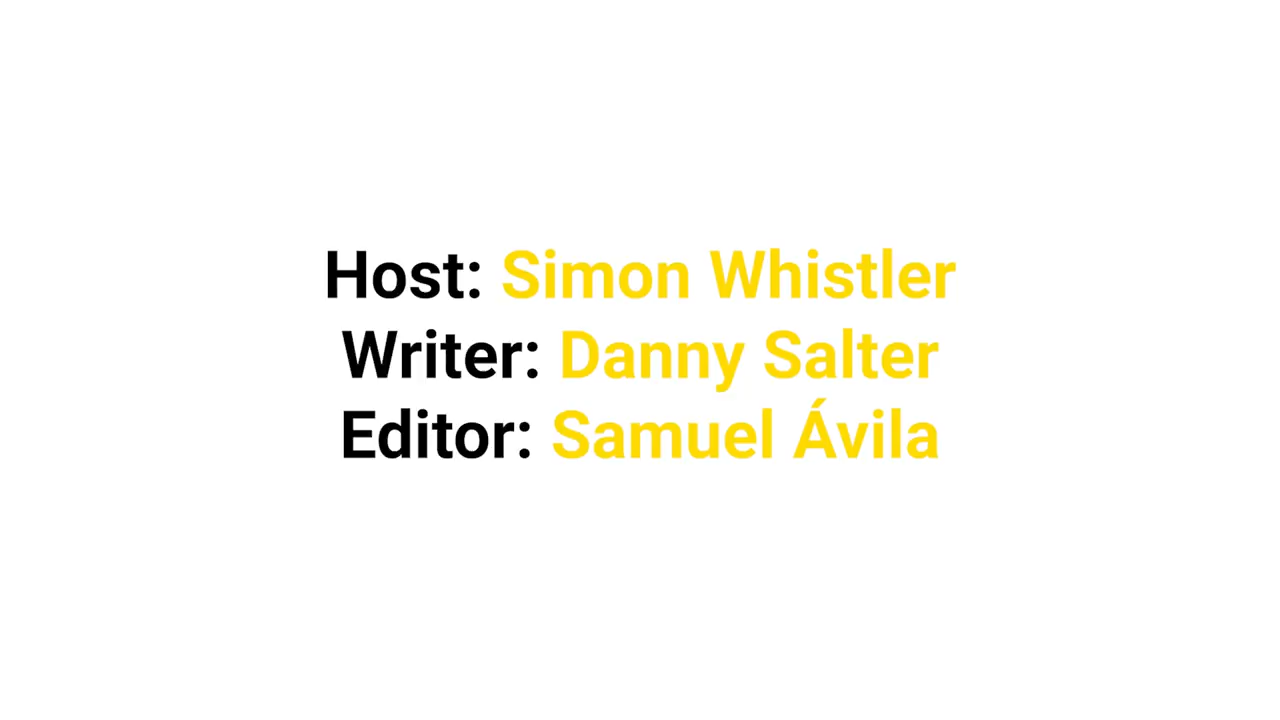 Host: Simon Whistler
Writer: Danny Salter
Editor: Samuel Ávila